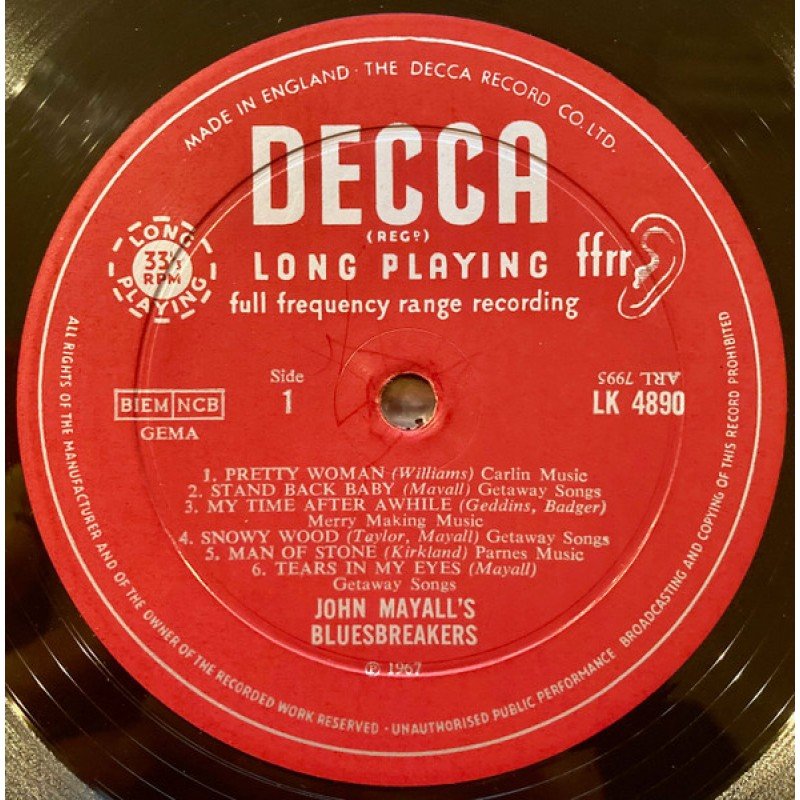 MADE IN ENGLAND · THE DECCA RECORD CO. LTD.
DECCA
(REGD)
LONG PLAYING
33⅓
RPM
LONG PLAYING
ffrr
full frequency range recording
BIEM NCB
GEMA
Side
1
ARL 7995
LK 4890
1. PRETTY WOMAN (Williams) Carlin Music
2. STAND BACK BABY (Mayall) Getaway Songs
3. MY TIME AFTER AWHILE (Geddins, Badger)
Merry Making Music
4. SNOWY WOOD (Taylor, Mayall) Getaway Songs
5. MAN OF STONE (Kirkland) Parnes Music
6. TEARS IN MY EYES (Mayall)
Getaway Songs
JOHN MAYALL'S
BLUESBREAKERS
℗ 1967
ALL RIGHTS OF THE MANUFACTURER AND OF THE OWNER OF THE RECORDED WORK RESERVED · UNAUTHORISED PUBLIC PERFORMANCE BROADCASTING AND COPYING OF THIS RECORD PROHIBITED